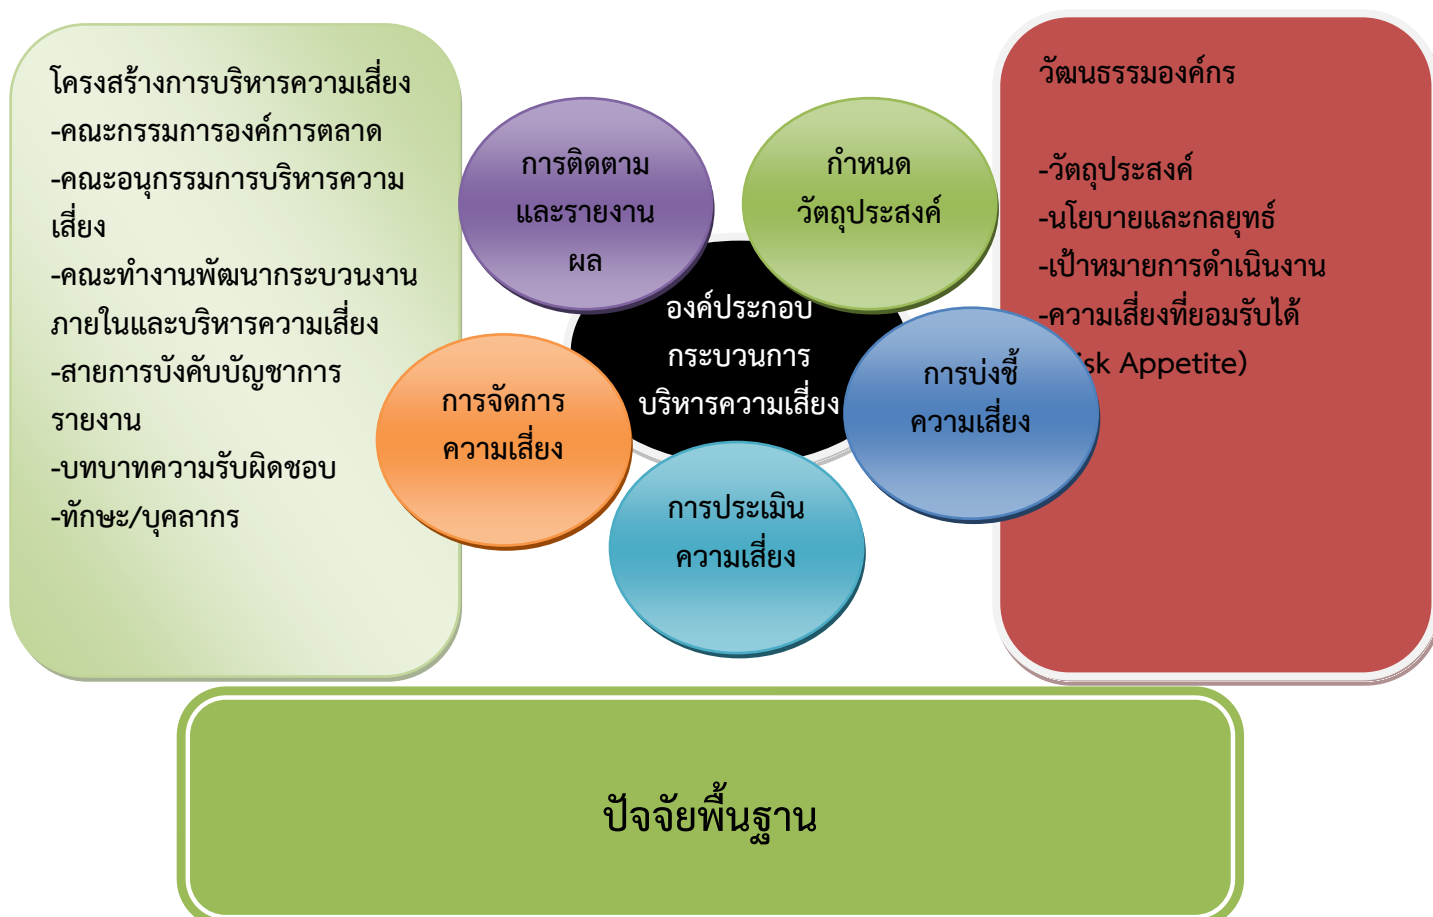 โครงสร้างการบริหารความเสี่ยง
-คณะกรรมการองค์การตลาด
-คณะอนุกรรมการบริหารความ
เสี่ยง
-คณะทำงานพัฒนากระบวนงาน
ภายในและบริหารความเสี่ยง
-สายการบังคับบัญชาการ
รายงาน
-บทบาทความรับผิดชอบ
-ทักษะ/บุคลากร
การติดตาม
และรายงาน
ผล
กำหนด
วัตถุประสงค์
องค์ประกอบ
กระบวนการ
บริหารความเสี่ยง
การจัดการ
ความเสี่ยง
การบ่งชี้
ความเสี่ยง
การประเมิน
ความเสี่ยง
วัฒนธรรมองค์กร
-วัตถุประสงค์
-นโยบายและกลยุทธ์
-เป้าหมายการดำเนินงาน
-ความเสี่ยงที่ยอมรับได้
Appetite)
ปัจจัยพื้นฐาน